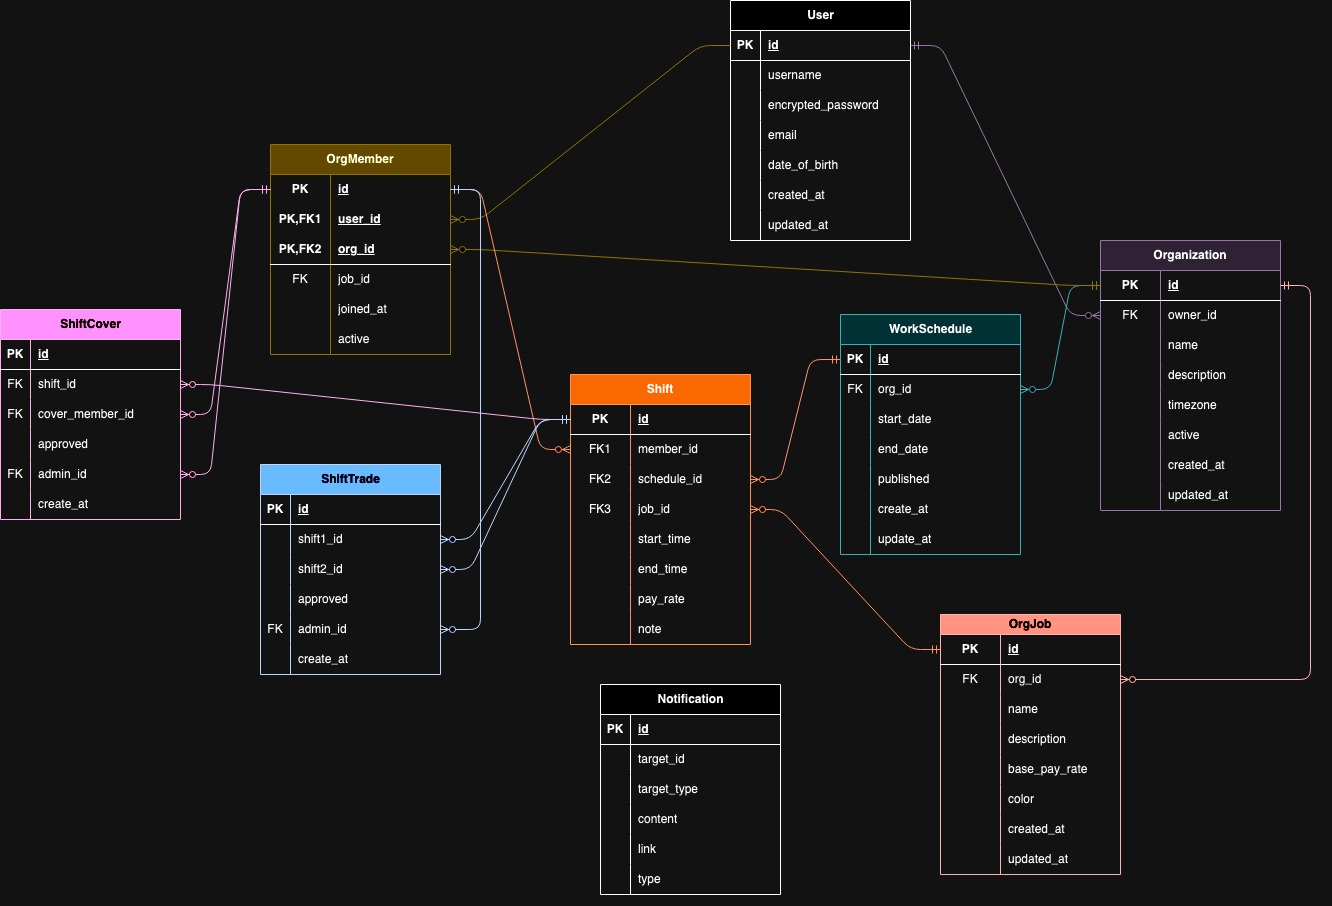 User
PK id
username
encrypted_password
email
date_of_birth
created_at
updated_at
OrgMember
PK id
PK,FK1 user_id
PK,FK2 org_id
FK job_id
joined_at
active
Organization
PK id
FK owner_id
name
description
timezone
active
created_at
updated_at
ShiftCover
PK id
FK shift_id
FK cover_member_id
approved
FK admin_id
create_at
WorkSchedule
PK id
FK org_id
start_date
end_date
published
create_at
update_at
Shift
PK id
FK1 member_id
FK2 schedule_id
FK3 job_id
start_time
end_time
pay_rate
note
ShiftTrade
PK id
shift1_id
shift2_id
approved
FK admin_id
create_at
OrgJob
PK id
FK org_id
name
description
base_pay_rate
color
created_at
updated_at
Notification
PK id
target_id
target_type
content
link
type